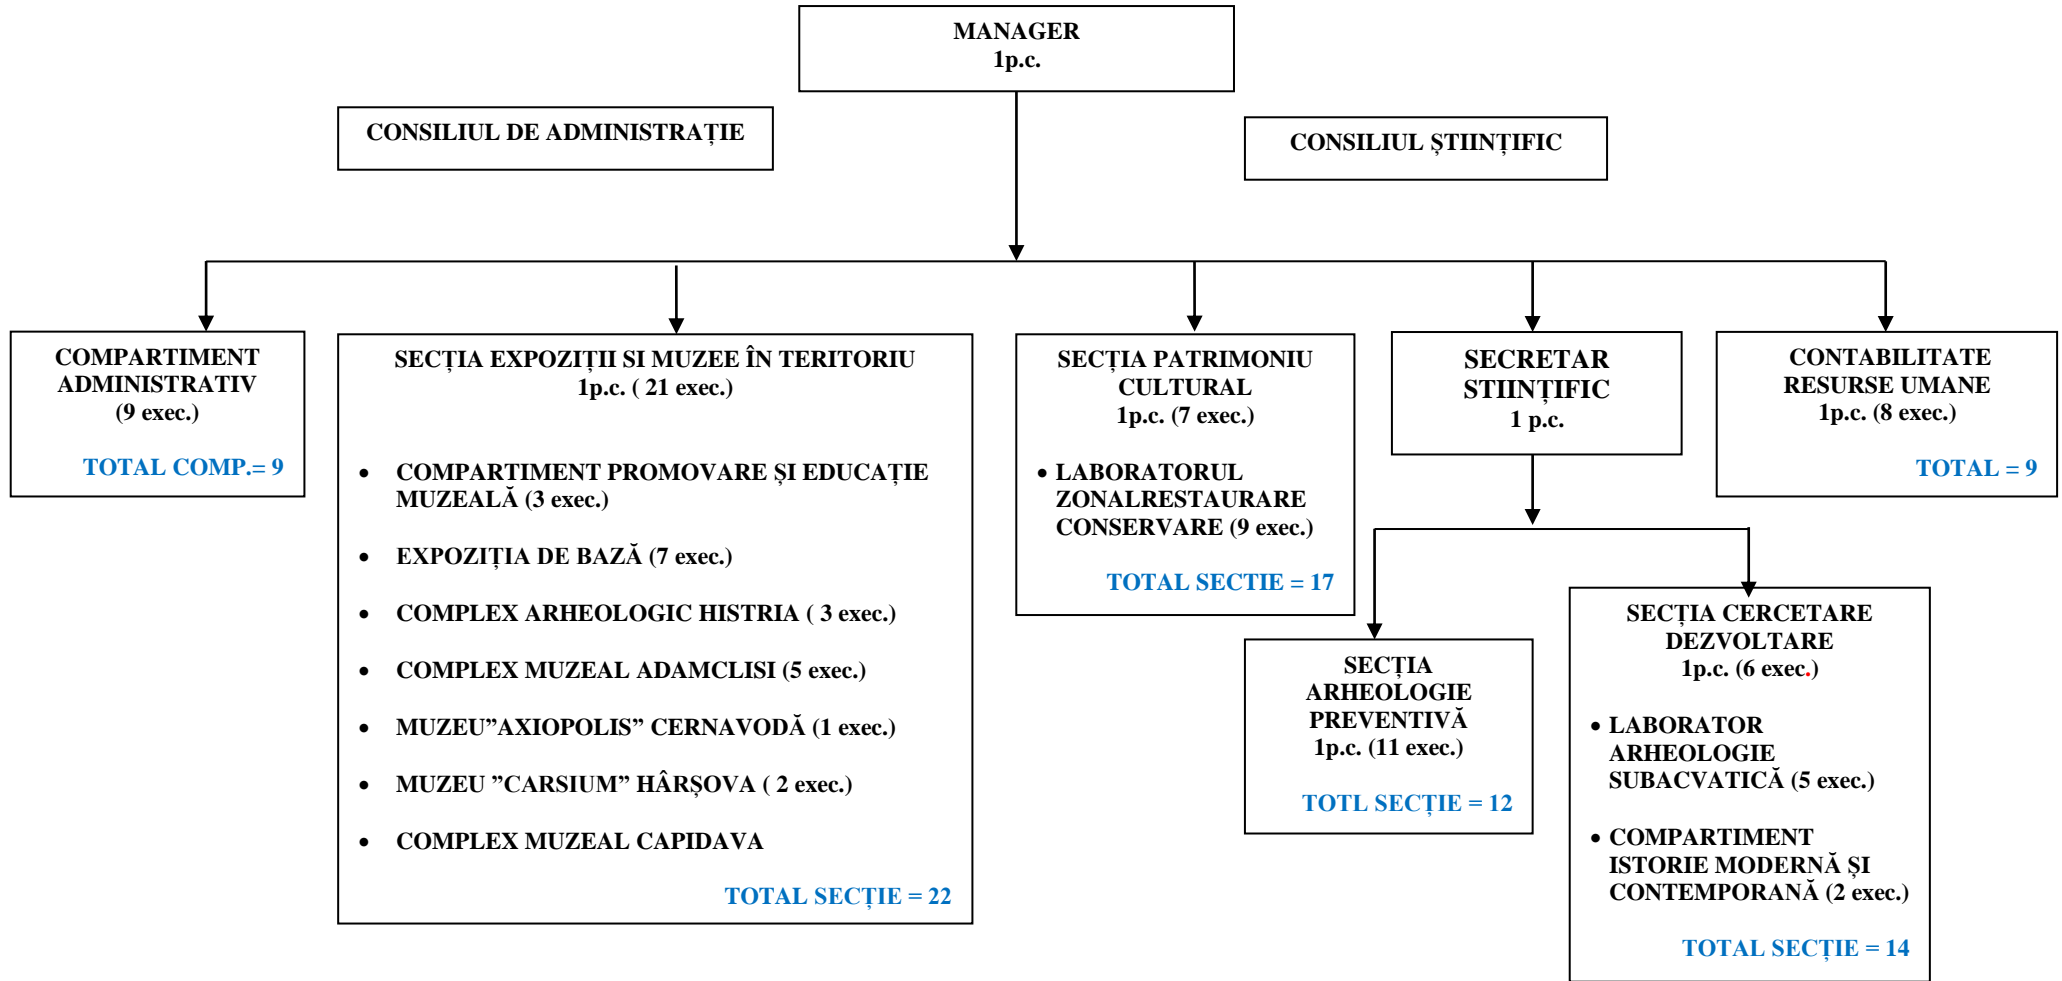 MANAGER
1p.c.
CONSILIUL DE ADMINISTRAȚIE
CONSILIUL ȘTIINȚIFIC
COMPARTIMENT
ADMINISTRATIV
(9 exec.)
TOTAL COMP.= 9
SECȚIA EXPOZIȚII SI MUZEE ÎN TERITORIU
1p.c. ( 21 exec.)
• COMPARTIMENT PROMOVARE ȘI EDUCAȚIE
MUZEALĂ (3 exec.)
• EXPOZIȚIA DE BAZĂ (7 exec.)
• COMPLEX ARHEOLOGIC HISTRIA ( 3 exec.)
• COMPLEX MUZEAL ADAMCLISI (5 exec.)
• MUZEU”AXIOPOLIS” CERNAVODĂ (1 exec.)
• MUZEU ”CARSIUM” HÂRȘOVA ( 2 exec.)
• COMPLEX MUZEAL CAPIDAVA
TOTAL SECȚIE = 22
SECȚIA PATRIMONIU
CULTURAL
1p.c. (7 exec.)
• LABORATORUL
ZONALRESTAURARE
CONSERVARE (9 exec.)
TOTAL SECTIE = 17
SECRETAR
STIINȚIFIC
1 p.c.
CONTABILITATE
RESURSE UMANE
1p.c. (8 exec.)
TOTAL = 9
SECȚIA
ARHEOLOGIE
PREVENTIVĂ
1p.c. (11 exec.)
TOTL SECȚIE = 12
SECȚIA CERCETARE
DEZVOLTARE
1p.c. (6 exec.)
• LABORATOR
ARHEOLOGIE
SUBACVATICĂ (5 exec.)
• COMPARTIMENT
ISTORIE MODERNĂ ȘI
CONTEMPORANĂ (2 exec.)
TOTAL SECȚIE = 14